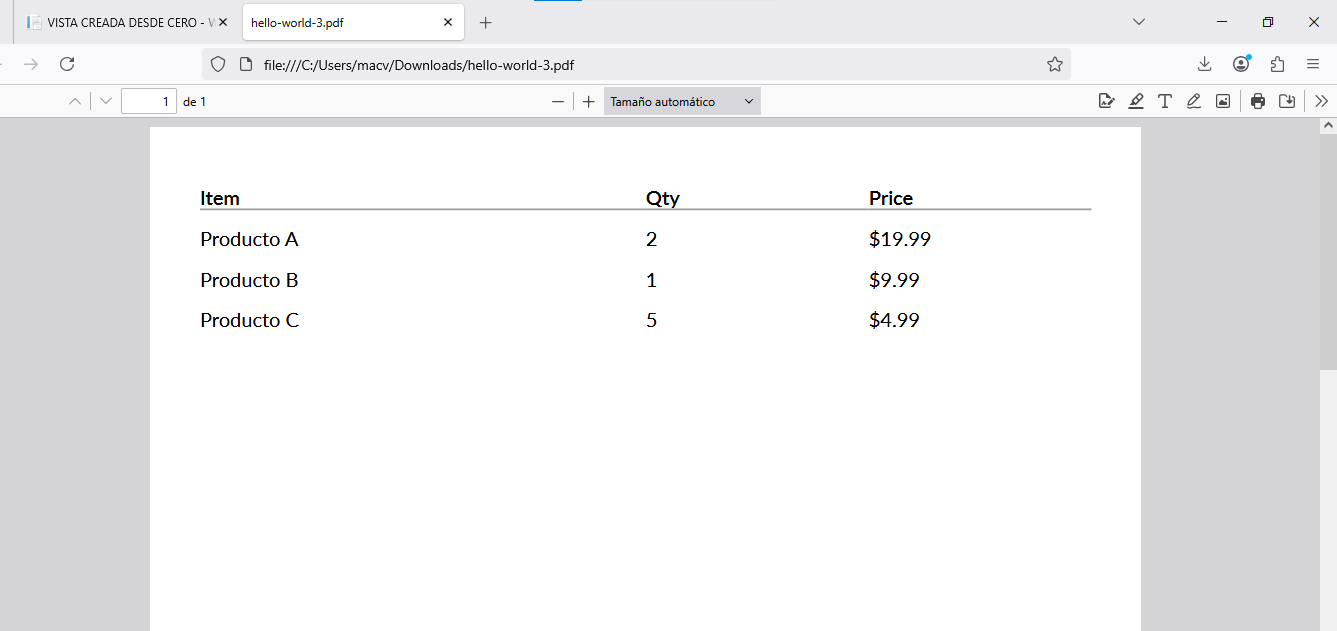 VISTA CREADA DESDE CERO -
hello-world-3.pdf
file:///C:/Users/macv/Downloads/hello-world-3.pdf
1 de 1
Tamaño automático
Item Qty Price
Producto A 2 $19.99
Producto B 1 $9.99
Producto C 5 $4.99